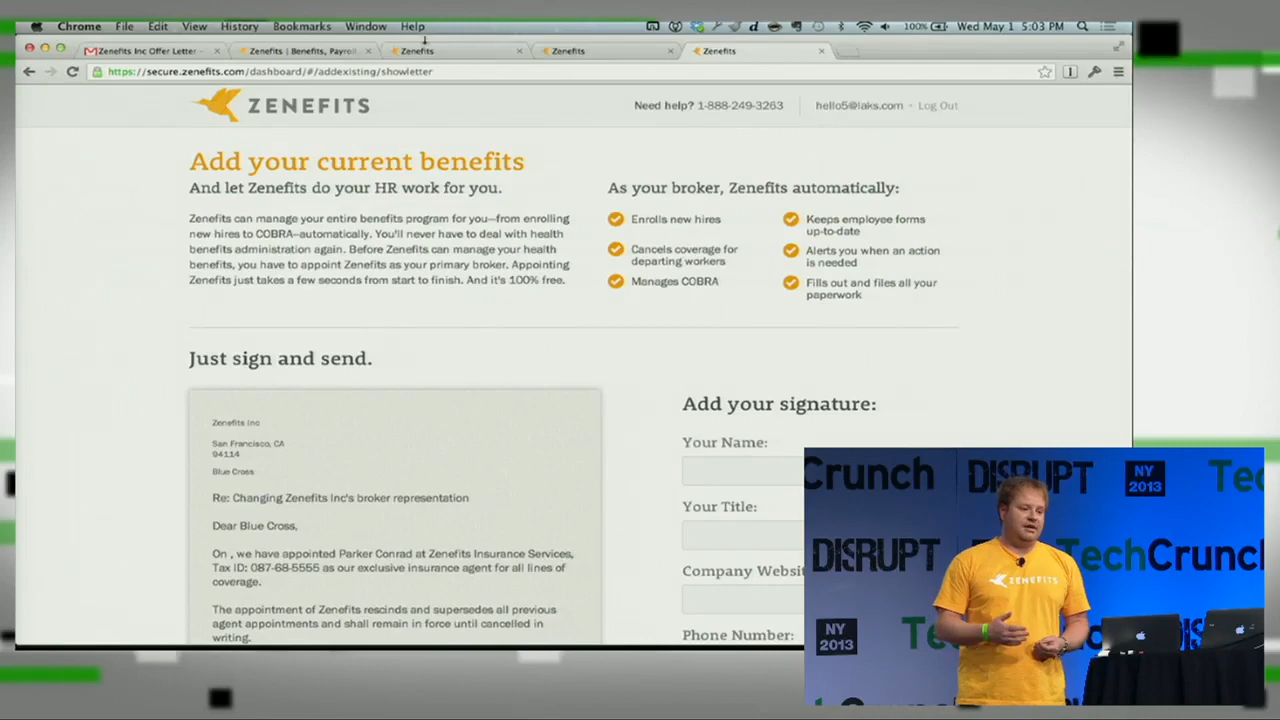 Chrome File Edit View History Bookmarks Window Help 100% Wed May 1 5:03 PM
Zenefits Inc Offer Letter - Zenefits | Benefits, Payroll Zenefits Zenefits Zenefits
https://secure.zenefits.com/dashboard/#/addexisting/showletter
ZENEFITS
Need help? 1-888-249-3263 hello5@laks.com • Log Out
Add your current benefits
And let Zenefits do your HR work for you.
Zenefits can manage your entire benefits program for you—from enrolling
new hires to COBRA—automatically. You'll never have to deal with health
benefits administration again. Before Zenefits can manage your health
benefits, you have to appoint Zenefits as your primary broker. Appointing
Zenefits just takes a few seconds from start to finish. And it's 100% free.
As your broker, Zenefits automatically:
Enrolls new hires
Cancels coverage for
departing workers
Manages COBRA
Keeps employee forms
up-to-date
Alerts you when an action
is needed
Fills out and files all your
paperwork
Just sign and send.
Zenefits Inc
San Francisco, CA
94114
Blue Cross
Re: Changing Zenefits Inc's broker representation
Dear Blue Cross,
On , we have appointed Parker Conrad at Zenefits Insurance Services,
Tax ID: 087-68-5555 as our exclusive insurance agent for all lines of
coverage.
The appointment of Zenefits rescinds and supersedes all previous
agent appointments and shall remain in force until cancelled in
writing.
Add your signature:
Your Name:
Your Title:
Company Websi
Phone Number:
Crunch DISRUPT NY 2013 Te
DISRUPT TechCrunch
NY 2013 Te DIS
ZENEFITS